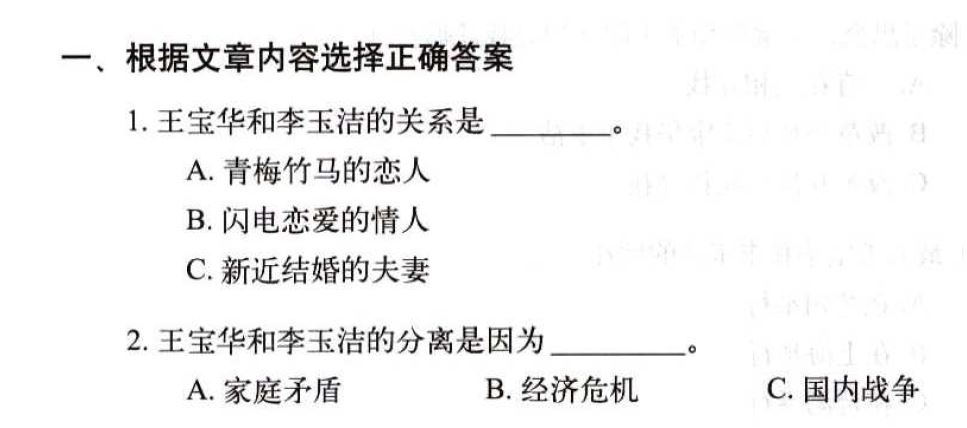 一、根据文章内容选择正确答案
1. 王宝华和李玉洁的关系是________。
A. 青梅竹马的恋人
B. 闪电恋爱的情人
C. 新近结婚的夫妻
2. 王宝华和李玉洁的分离是因为________。
A. 家庭矛盾 B. 经济危机 C. 国内战争